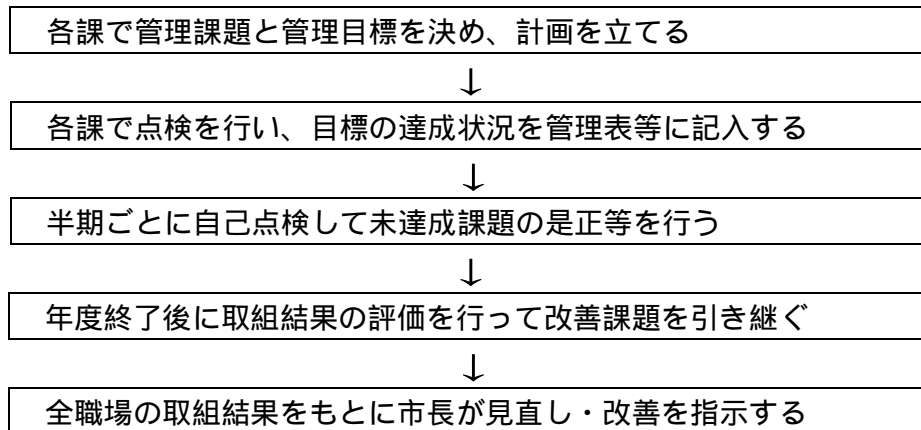 各課で管理課題と管理目標を決め、計画を立てる
↓
各課で点検を行い、目標の達成状況を管理表等に記入する
↓
半期ごとに自己点検して未達成課題の是正等を行う
↓
年度終了後に取組結果の評価を行って改善課題を引き継ぐ
↓
全職場の取組結果をもとに市長が見直し・改善を指示する